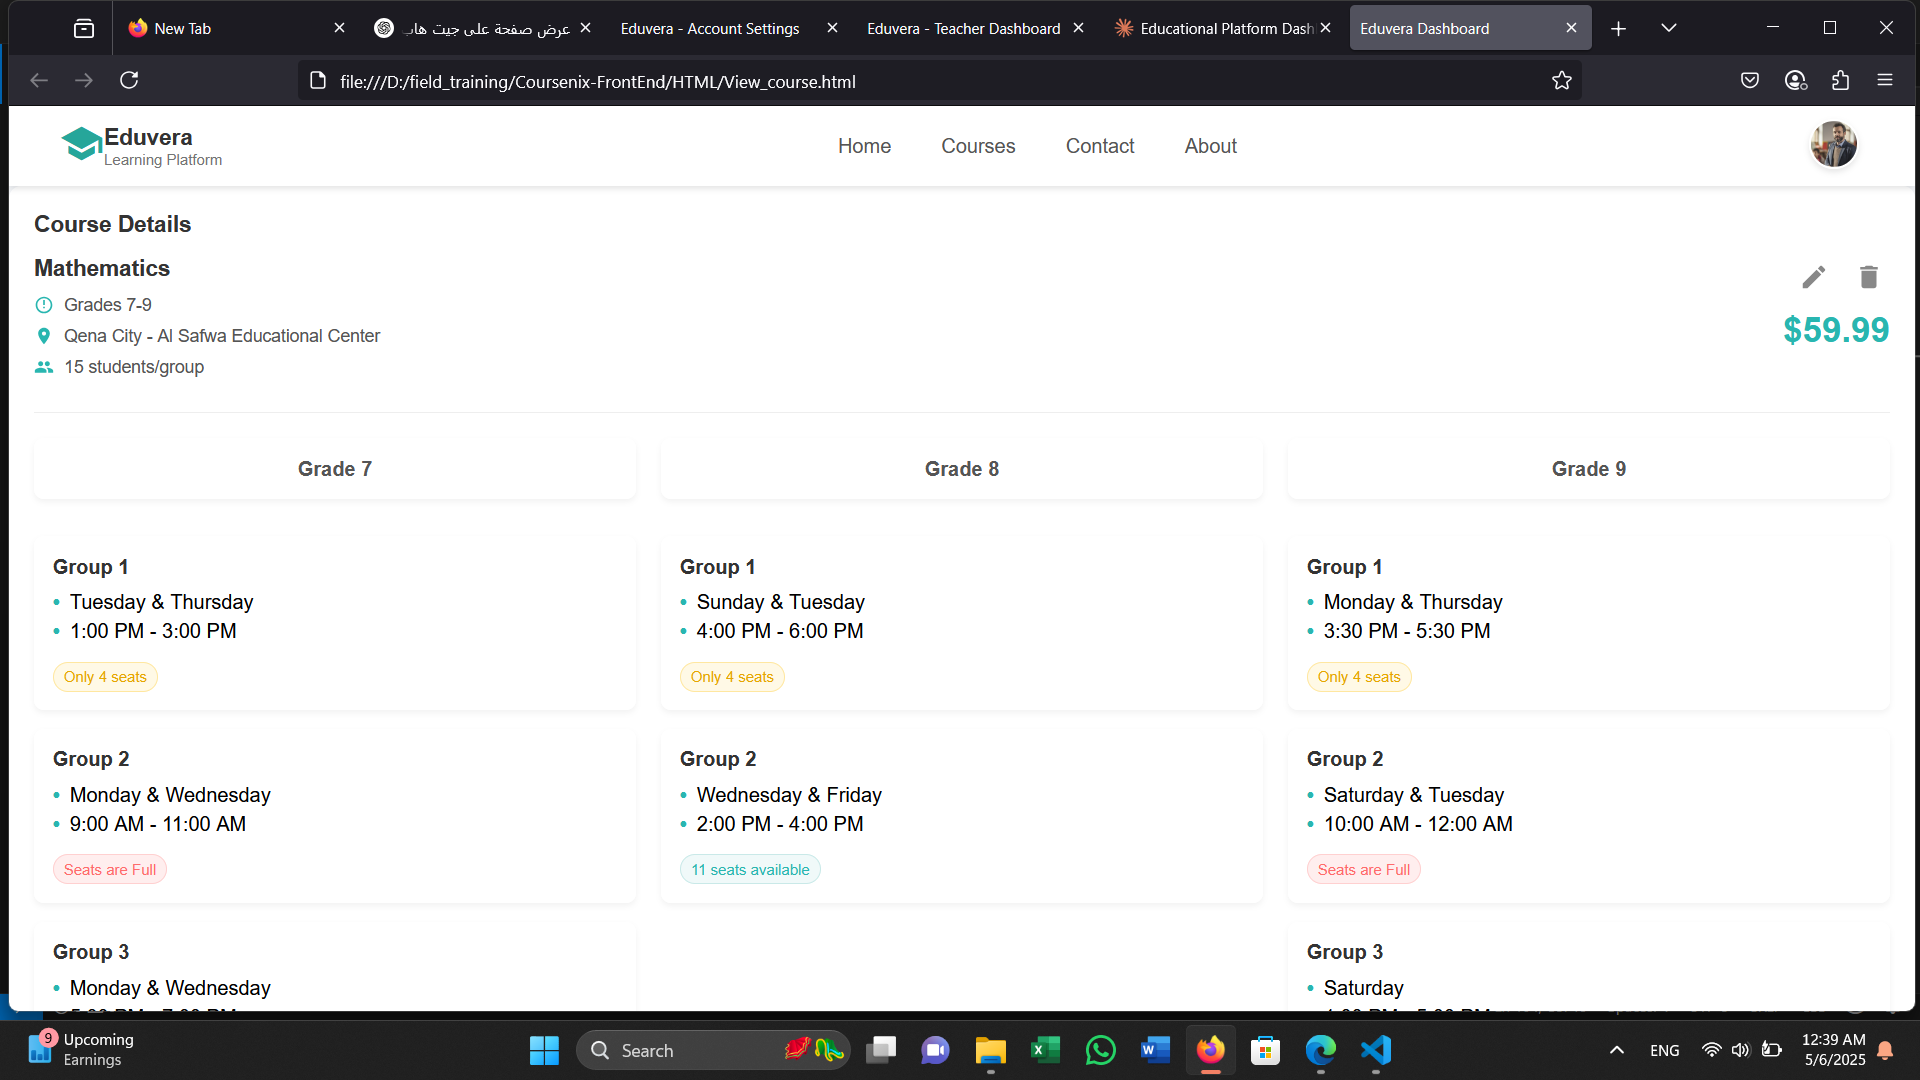 New Tab
عرض صفحة على جيت هاب
Eduvera - Account Settings
Eduvera - Teacher Dashboard
Educational Platform Dash
Eduvera Dashboard
file:///D:/field_training/Coursenix-FrontEnd/HTML/View_course.html
Eduvera
Learning Platform
Home
Courses
Contact
About
Course Details
Mathematics
Grades 7-9
Qena City - Al Safwa Educational Center
15 students/group
$59.99
Grade 7
Grade 8
Grade 9
Group 1
• Tuesday & Thursday
• 1:00 PM - 3:00 PM
Only 4 seats
Group 1
• Sunday & Tuesday
• 4:00 PM - 6:00 PM
Only 4 seats
Group 1
• Monday & Thursday
• 3:30 PM - 5:30 PM
Only 4 seats
Group 2
• Monday & Wednesday
• 9:00 AM - 11:00 AM
Seats are Full
Group 2
• Wednesday & Friday
• 2:00 PM - 4:00 PM
11 seats available
Group 2
• Saturday & Tuesday
• 10:00 AM - 12:00 AM
Seats are Full
Group 3
• Monday & Wednesday
Group 3
• Saturday
9
Upcoming
Earnings
Search
ENG
12:39 AM
5/6/2025